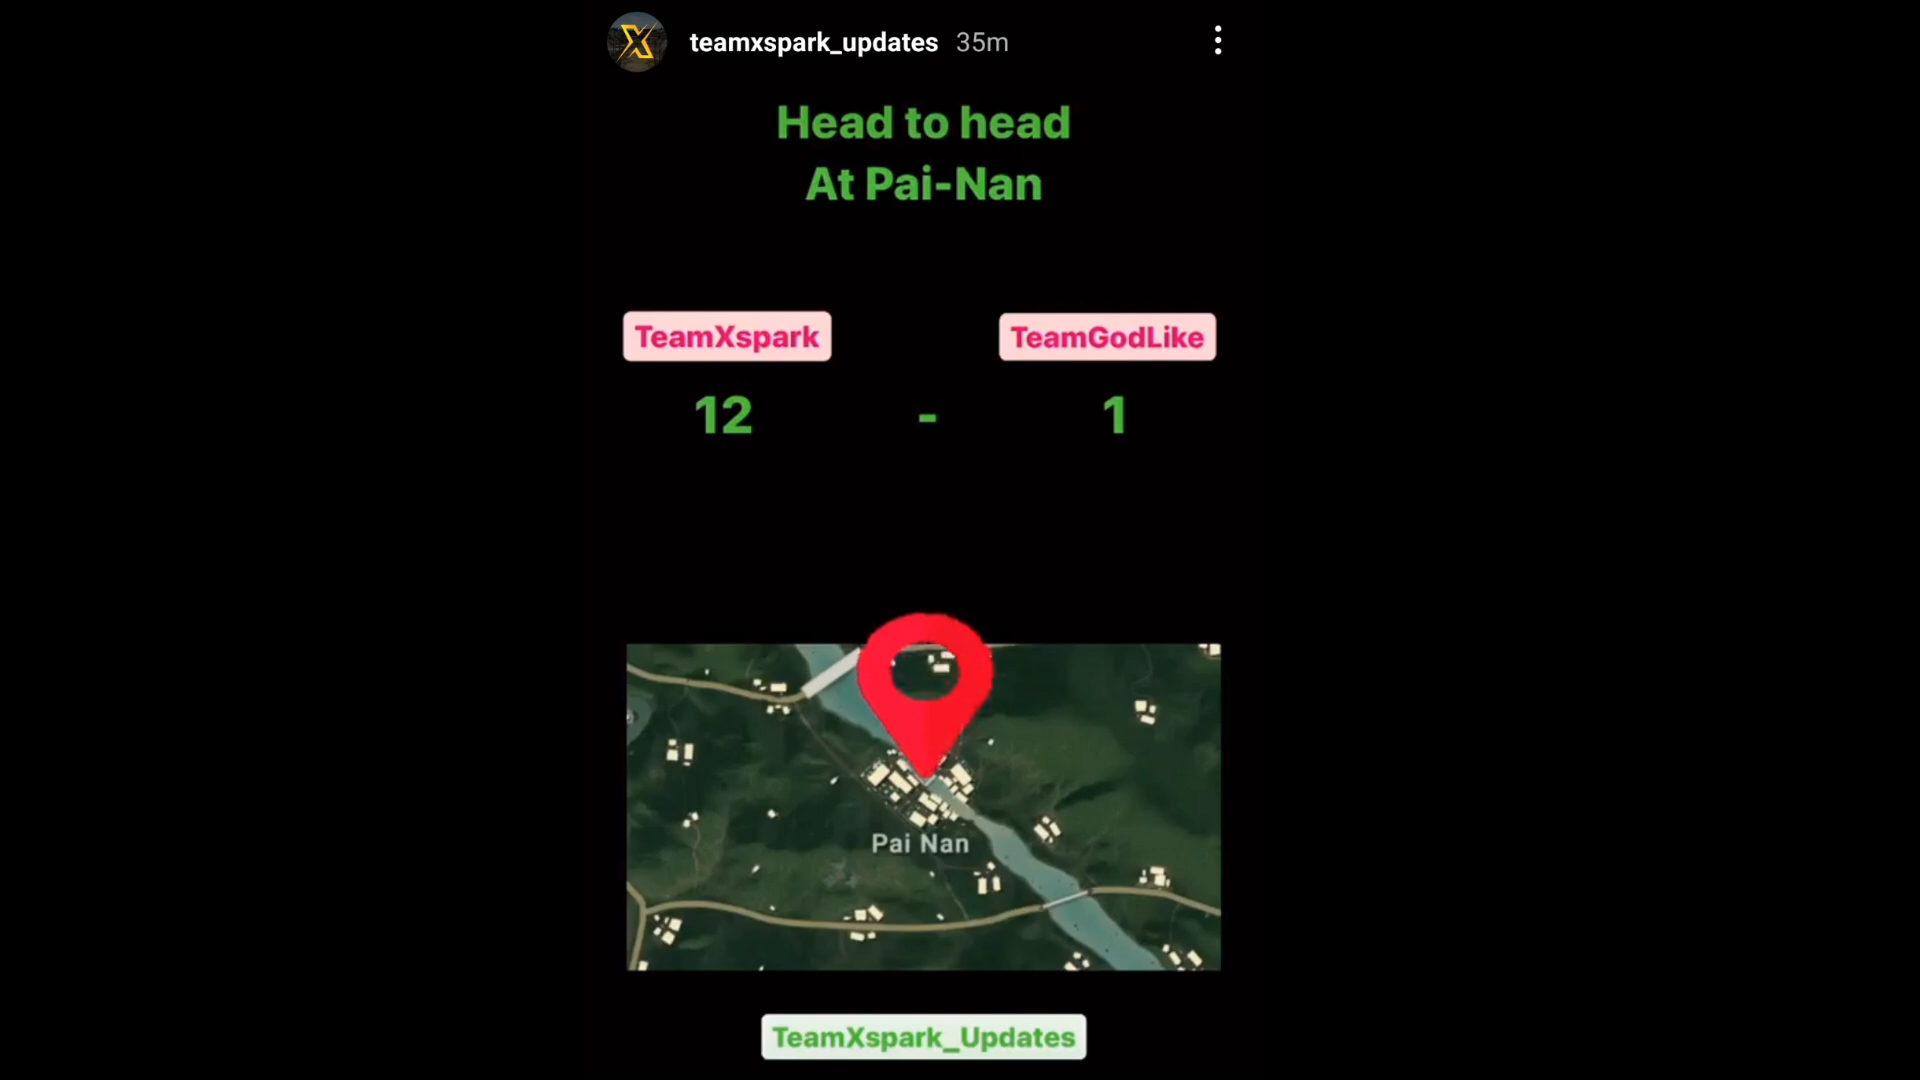 teamxspark_updates 35m
Head to head
At Pai-Nan
TeamXspark TeamGodLike
12 - 1
Pai Nan
TeamXspark_Updates